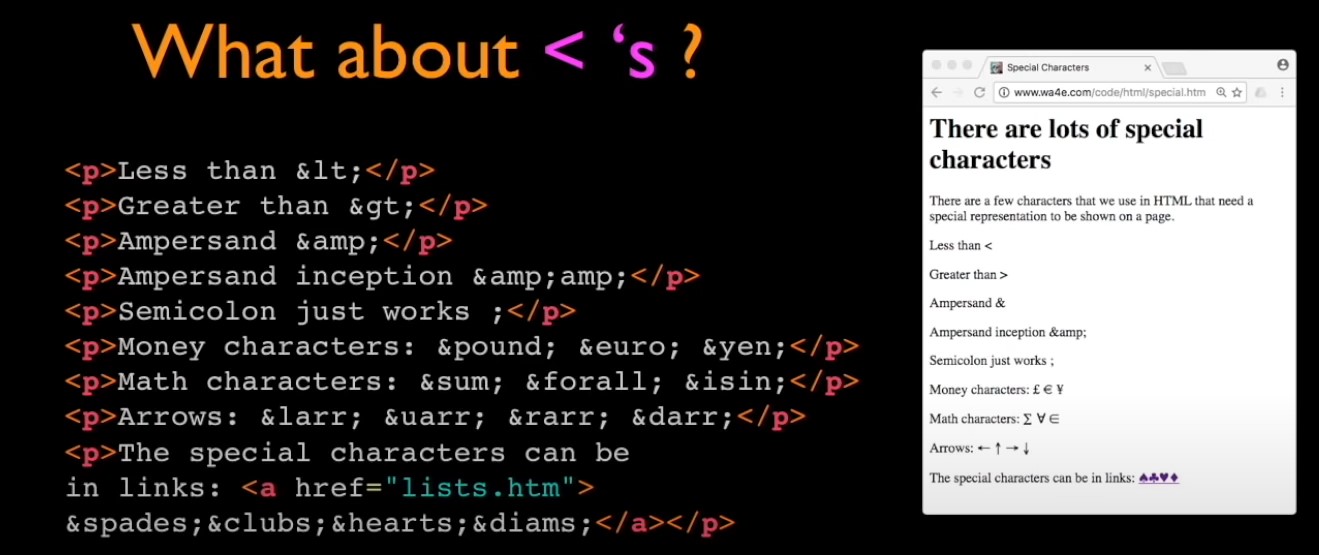 What about < ‘s ?
<p>Less than &lt;</p>
<p>Greater than &gt;</p>
<p>Ampersand &amp;</p>
<p>Ampersand inception &amp;amp;</p>
<p>Semicolon just works ;</p>
<p>Money characters: &pound; &euro; &yen;</p>
<p>Math characters: &sum; &forall; &isin;</p>
<p>Arrows: &larr; &uarr; &rarr; &darr;</p>
<p>The special characters can be
in links: <a href="lists.htm">
&spades;&clubs;&hearts;&diams;</a></p>
Special Characters
www.wa4e.com/code/html/special.htm
There are lots of special
characters
There are a few characters that we use in HTML that need a
special representation to be shown on a page.
Less than <
Greater than >
Ampersand &
Ampersand inception &amp;
Semicolon just works ;
Money characters: £ € ¥
Math characters: ∑ ∀ ∈
Arrows: ← ↑ → ↓
The special characters can be in links: ♠♣♥♦